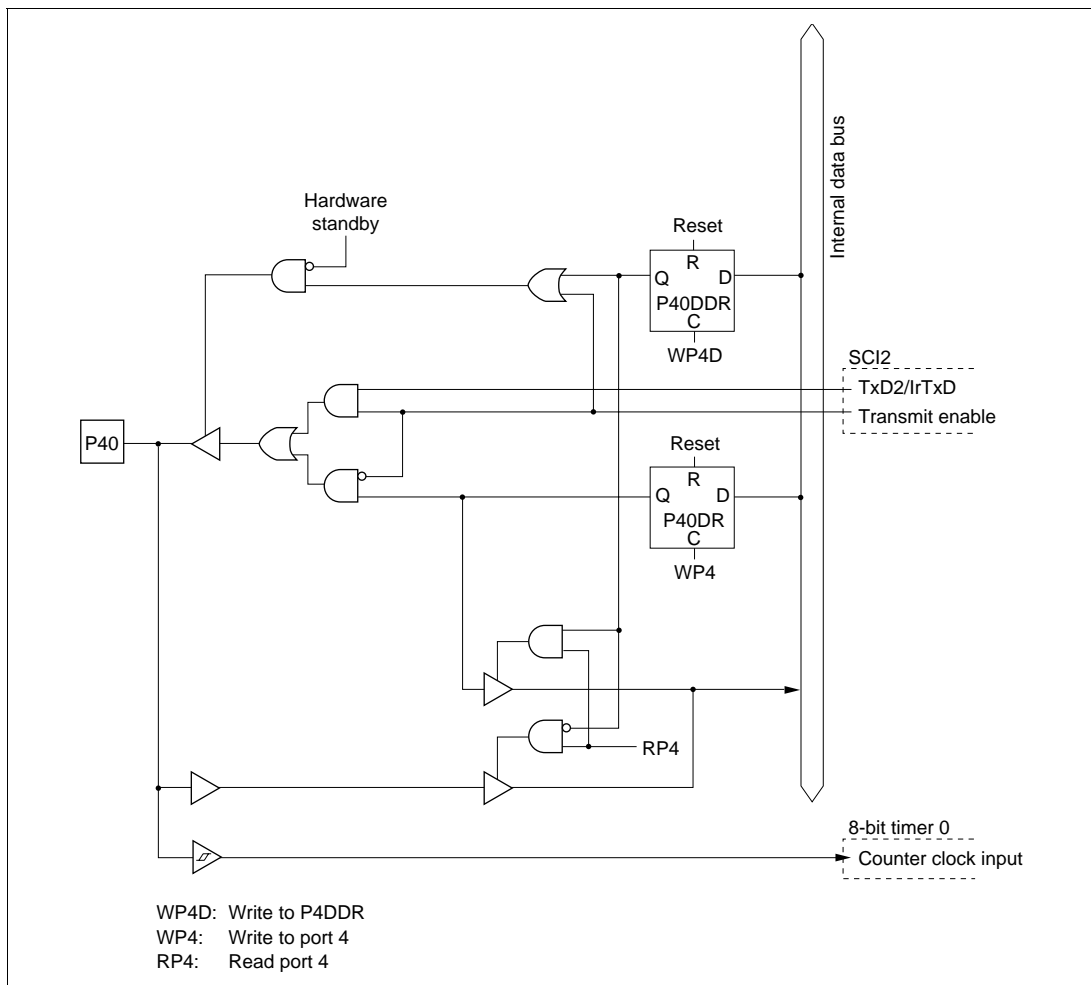 Internal data bus
Hardware
standby
Reset
R
Q
D
P40DDR
C
WP4D
SCI2
TxD2/IrTxD
Transmit enable
P40
Reset
R
Q
D
P40DR
C
WP4
RP4
8-bit timer 0
Counter clock input
WP4D: Write to P4DDR
WP4: Write to port 4
RP4: Read port 4